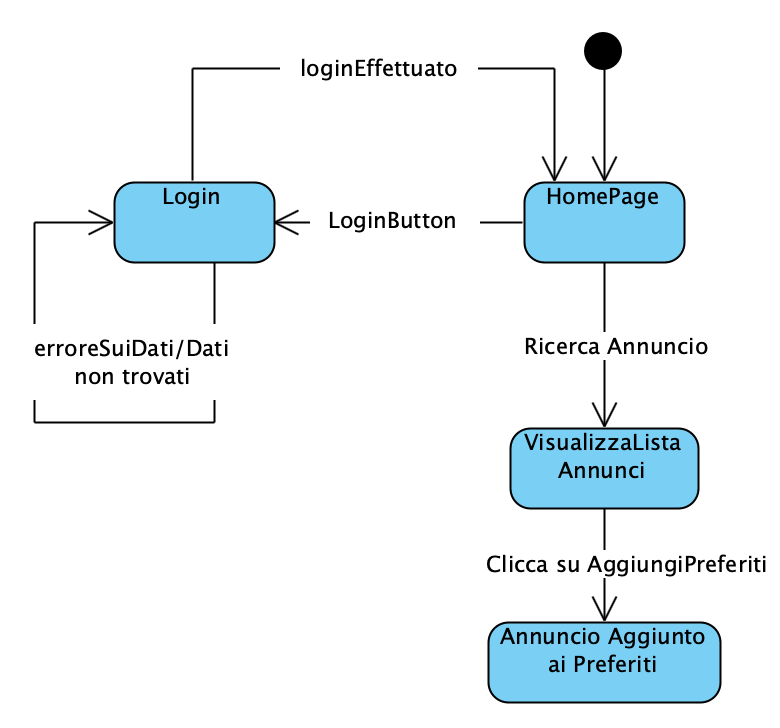 loginEffettuato
Login
HomePage
LoginButton
erroreSuiDati/Dati
non trovati
Ricerca Annuncio
VisualizzaLista
Annunci
Clicca su AggiungiPreferiti
Annuncio Aggiunto
ai Preferiti